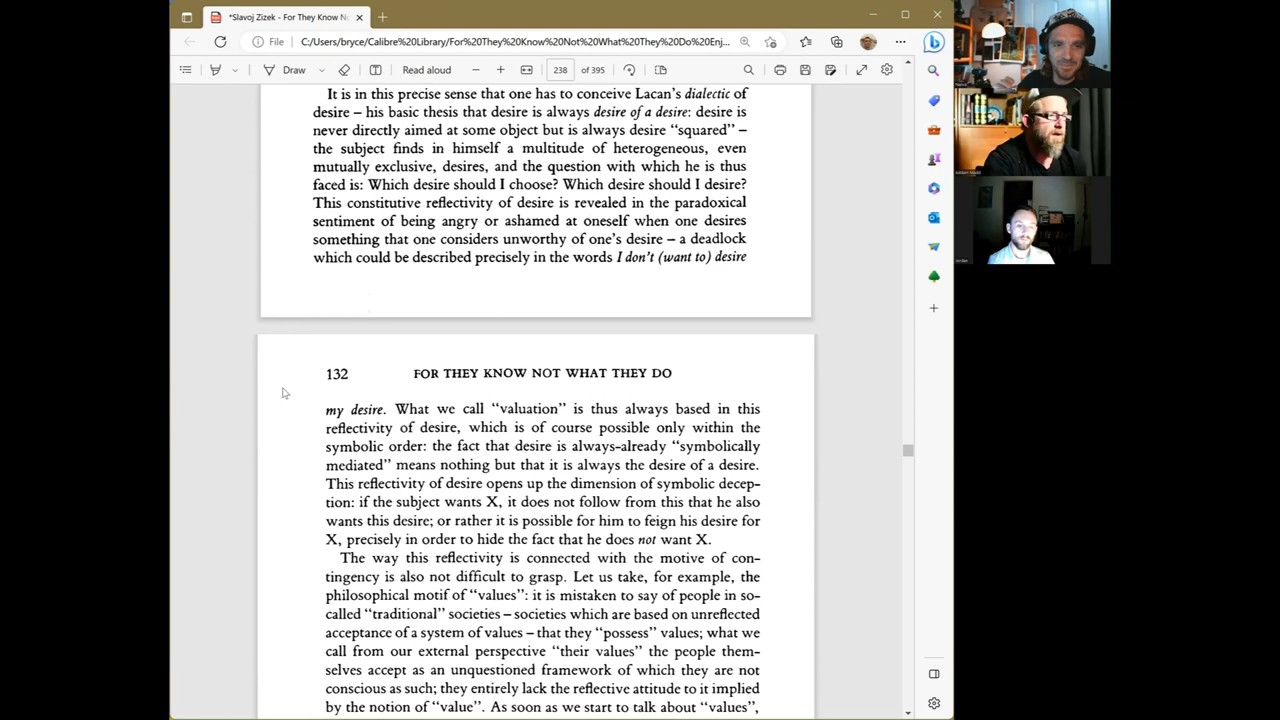 *Slavoj Zizek - For They Know No
File
C:/Users/bryce/Calibre%20Library/For%20They%20Know%20Not%20What%20They%20Do%20Enj...
Draw
Read aloud
238
of 395
It is in this precise sense that one has to conceive Lacan's dialectic of
desire – his basic thesis that desire is always desire of a desire: desire is
never directly aimed at some object but is always desire “squared” –
the subject finds in himself a multitude of heterogeneous, even
mutually exclusive, desires, and the question with which he is thus
faced is: Which desire should I choose? Which desire should I desire?
This constitutive reflectivity of desire is revealed in the paradoxical
sentiment of being angry or ashamed at oneself when one desires
something that one considers unworthy of one's desire – a deadlock
which could be described precisely in the words I don't (want to) desire
132 FOR THEY KNOW NOT WHAT THEY DO
my desire. What we call “valuation” is thus always based in this
reflectivity of desire, which is of course possible only within the
symbolic order: the fact that desire is always-already “symbolically
mediated” means nothing but that it is always the desire of a desire.
This reflectivity of desire opens up the dimension of symbolic decep-
tion: if the subject wants X, it does not follow from this that he also
wants this desire; or rather it is possible for him to feign his desire for
X, precisely in order to hide the fact that he does not want X.
The way this reflectivity is connected with the motive of con-
tingency is also not difficult to grasp. Let us take, for example, the
philosophical motif of “values”: it is mistaken to say of people in so-
called “traditional” societies – societies which are based on unreflected
acceptance of a system of values – that they “possess” values; what we
call from our external perspective “their values” the people them-
selves accept as an unquestioned framework of which they are not
conscious as such; they entirely lack the reflective attitude to it implied
by the notion of “value”. As soon as we start to talk about “values”,
Jordan